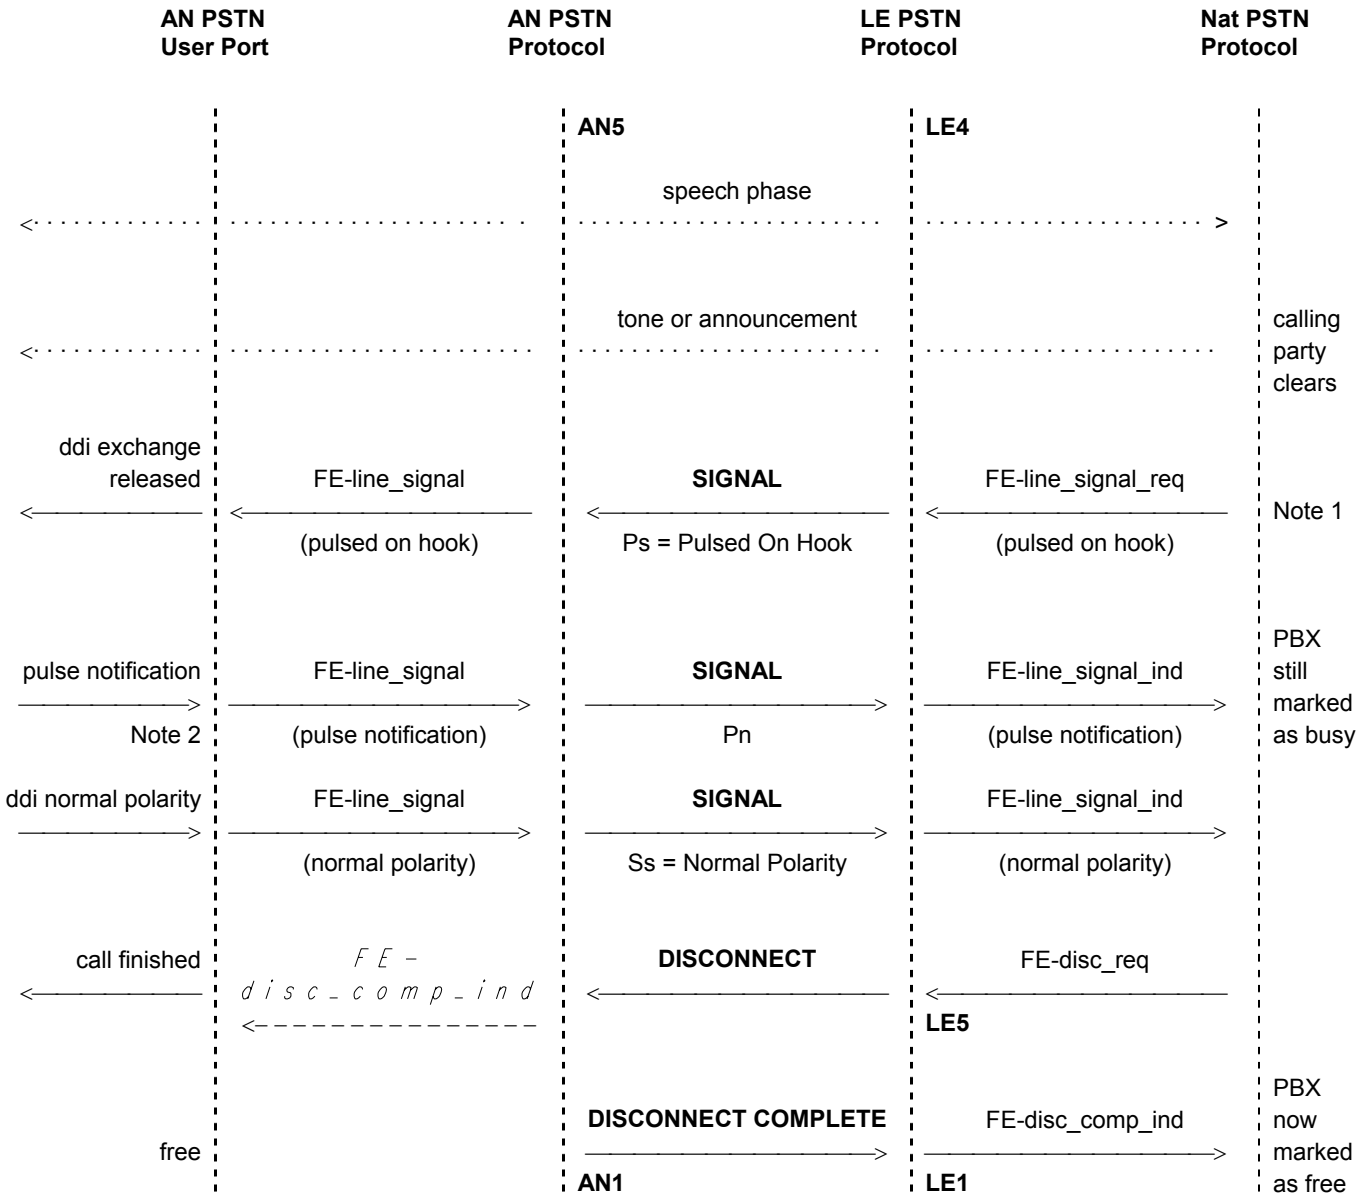 AN PSTN AN PSTN LE PSTN Nat PSTN
User Port Protocol Protocol Protocol
AN5 LE4
speech phase
tone or announcement calling
party
clears
ddi exchange
released FE-line_signal SIGNAL FE-line_signal_req
Note 1
(pulsed on hook) Ps = Pulsed On Hook (pulsed on hook)
PBX
pulse notification FE-line_signal SIGNAL FE-line_signal_ind still
marked
Note 2 (pulse notification) Pn (pulse notification) as busy
ddi normal polarity FE-line_signal SIGNAL FE-line_signal_ind
(normal polarity) Ss = Normal Polarity (normal polarity)
call finished FE- DISCONNECT FE-disc_req
disc_comp_ind
LE5
PBX
DISCONNECT COMPLETE FE-disc_comp_ind now
free marked
AN1 LE1 as free